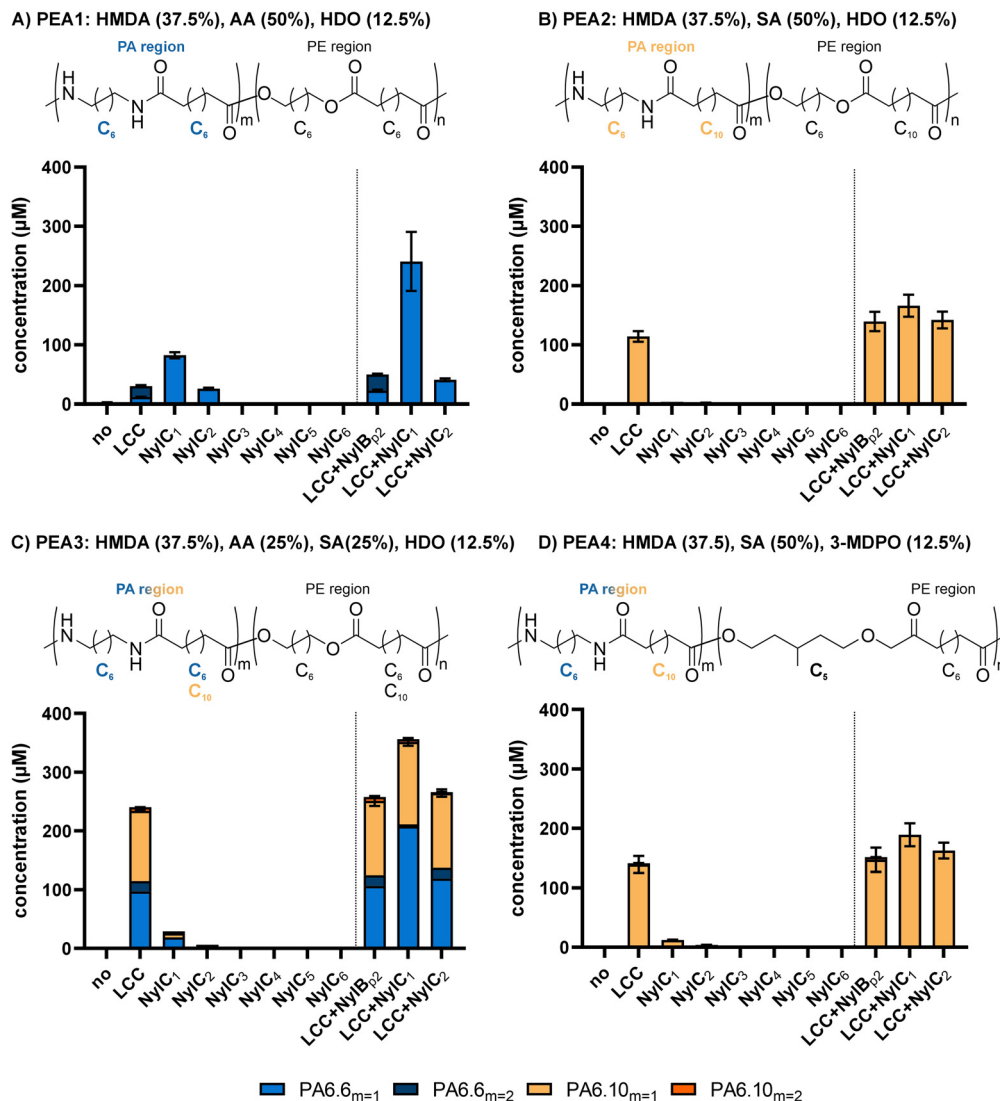 A) PEA1: HMDA (37.5%), AA (50%), HDO (12.5%)
PA region
PE region
H
N
O
O
O
N
H
O
m
O
O
n
C6
C6
C6
C6
concentration (µM)
400
300
200
100
0
no
LCC
NylC1
NylC2
NylC3
NylC4
NylC5
NylC6
LCC+NylBp2
LCC+NylC1
LCC+NylC2
B) PEA2: HMDA (37.5%), SA (50%), HDO (12.5%)
PA region
PE region
H
N
O
O
O
N
H
O
m
O
O
n
C6
C10
C6
C10
concentration (µM)
400
300
200
100
0
no
LCC
NylC1
NylC2
NylC3
NylC4
NylC5
NylC6
LCC+NylBp2
LCC+NylC1
LCC+NylC2
C) PEA3: HMDA (37.5%), AA (25%), SA(25%), HDO (12.5%)
PA region
PE region
H
N
O
O
O
N
H
O
m
O
O
n
C6
C6
C10
C6
C6
C10
concentration (µM)
400
300
200
100
0
no
LCC
NylC1
NylC2
NylC3
NylC4
NylC5
NylC6
LCC+NylBp2
LCC+NylC1
LCC+NylC2
D) PEA4: HMDA (37.5), SA (50%), 3-MDPO (12.5%)
PA region
PE region
H
N
O
O
N
H
O
m
O
O
O
n
C6
C10
C5
C6
concentration (µM)
400
300
200
100
0
no
LCC
NylC1
NylC2
NylC3
NylC4
NylC5
NylC6
LCC+NylBp2
LCC+NylC1
LCC+NylC2
PA6.6m=1
PA6.6m=2
PA6.10m=1
PA6.10m=2